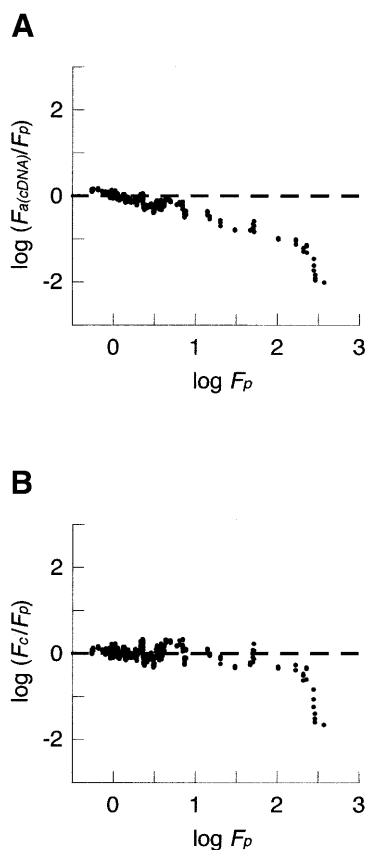 A
log (Fa(cDNA)/Fp)
2
0
-2
0 1 2 3
log Fp
B
log (Fc/Fp)
2
0
-2
0 1 2 3
log Fp